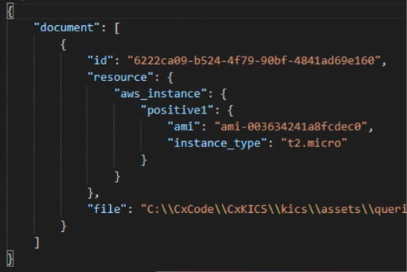 {
"document": [
{
"id": "6222ca09-b524-4f79-90bf-4841ad69e160",
"resource": {
"aws_instance": {
"positive1": {
"ami": "ami-003634241a8fcdec0",
"instance_type": "t2.micro"
}
}
},
"file": "C:\\CxCode\\CxKICS\\kics\\assets\\queri
}
]
}